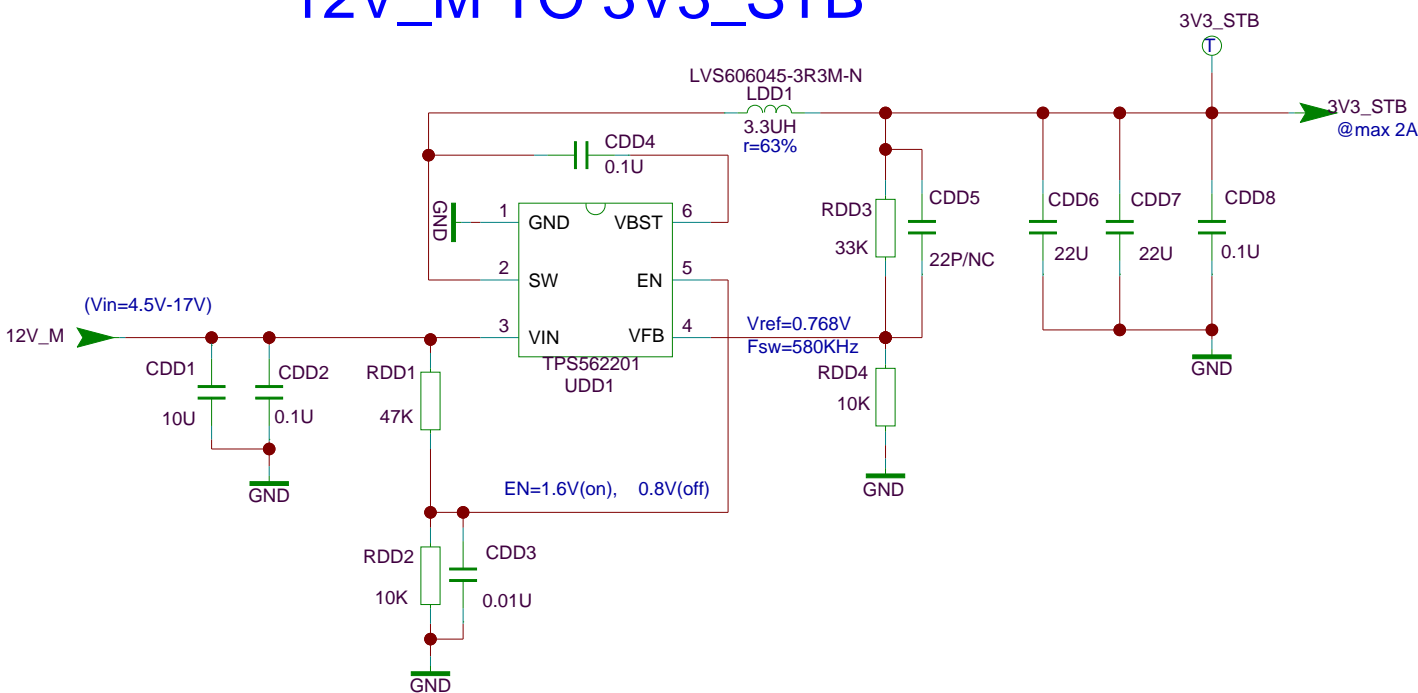 12V_M TO 3V3_STB
3V3_STB
T
LVS606045-3R3M-N
LDD1
3.3UH
r=63%
3V3_STB
@max 2A
CDD4
0.1U
GND
1
GND
VBST
6
2
SW
EN
5
3
VIN
VFB
4
TPS562201
UDD1
RDD3
33K
CDD5
22P/NC
CDD6
22U
CDD7
22U
CDD8
0.1U
GND
(Vin=4.5V-17V)
12V_M
Vref=0.768V
Fsw=580KHz
CDD1
10U
CDD2
0.1U
GND
RDD1
47K
RDD4
10K
GND
EN=1.6V(on), 0.8V(off)
RDD2
10K
CDD3
0.01U
GND